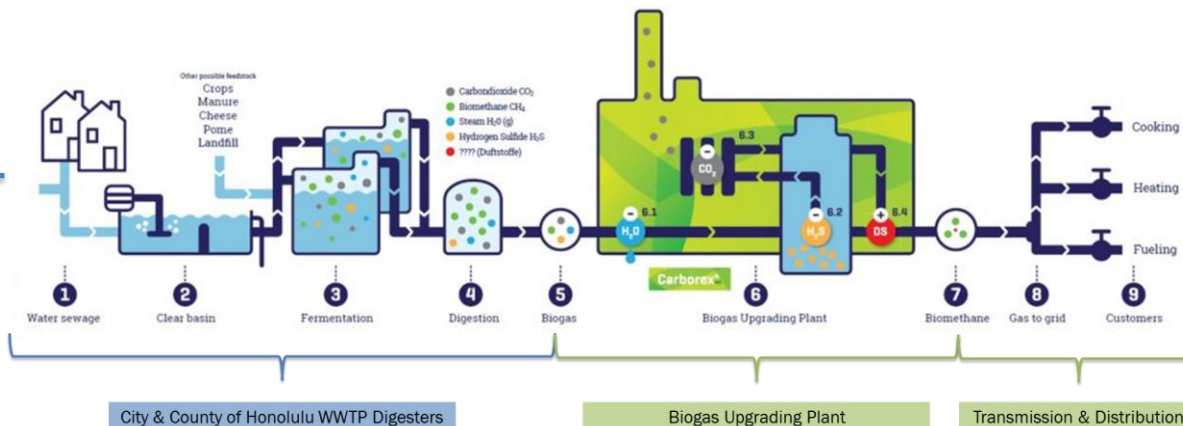 Other possible feedstock
Crops
Manure
Cheese
Pome
Landfill
Carbondioxide CO₂
Biomethane CH₄
Steam H₂0 (g)
Hydrogen Sulfide H₂S
???? (Duftstoffe)
6.3
CO₂
6.1
H₂O
6.2
H₂S
6.4
DS
Cooking
Heating
Fueling
Carborex
1
Water sewage
2
Clear basin
3
Fermentation
4
Digestion
5
Biogas
6
Biogas Upgrading Plant
7
Biomethane
8
Gas to grid
9
Customers
City & County of Honolulu WWTP Digesters
Biogas Upgrading Plant
Transmission & Distribution